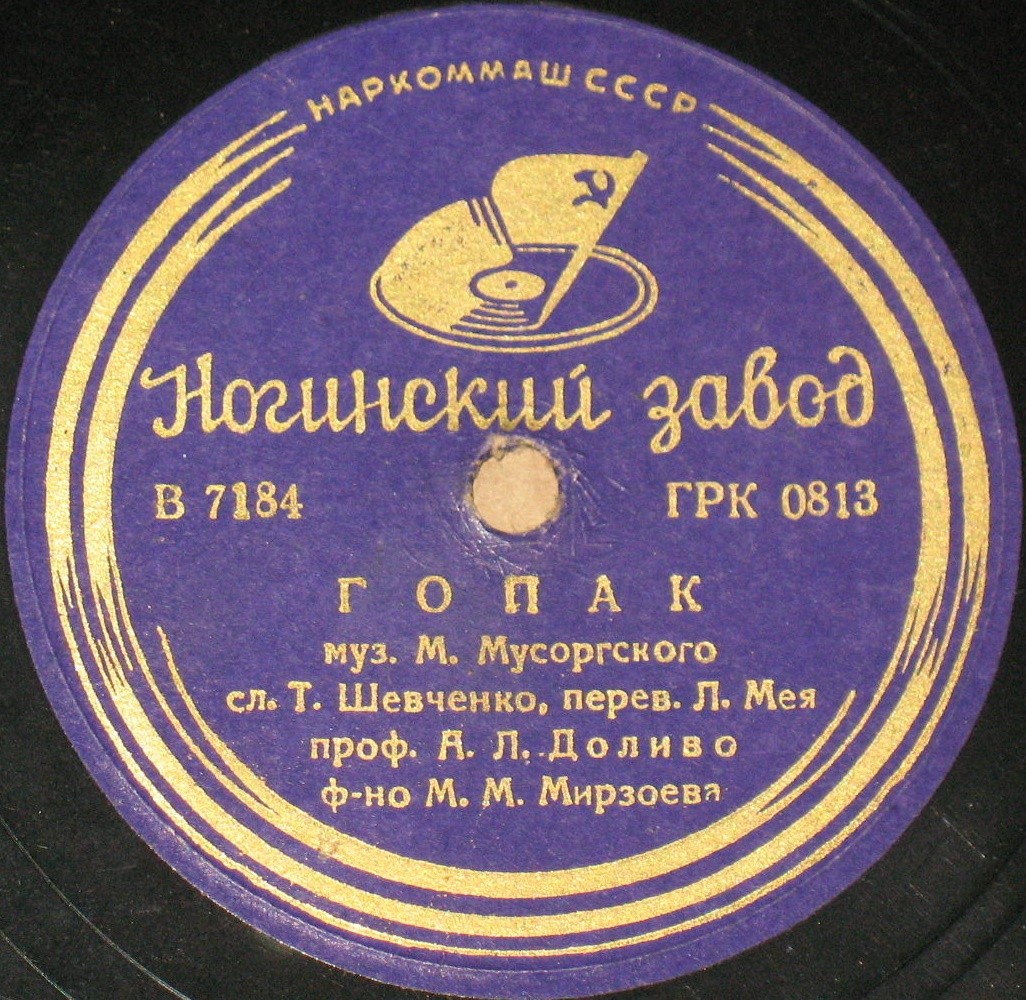 НАРКОММАШ СССР
Ногинский завод
В 7184 ГРК 0813
ГОПАК
муз. М. Мусоргского
сл. Т. Шевченко, перев. Л. Мея
проф. А. Л. Доливо
ф-но М. М. Мирзоева